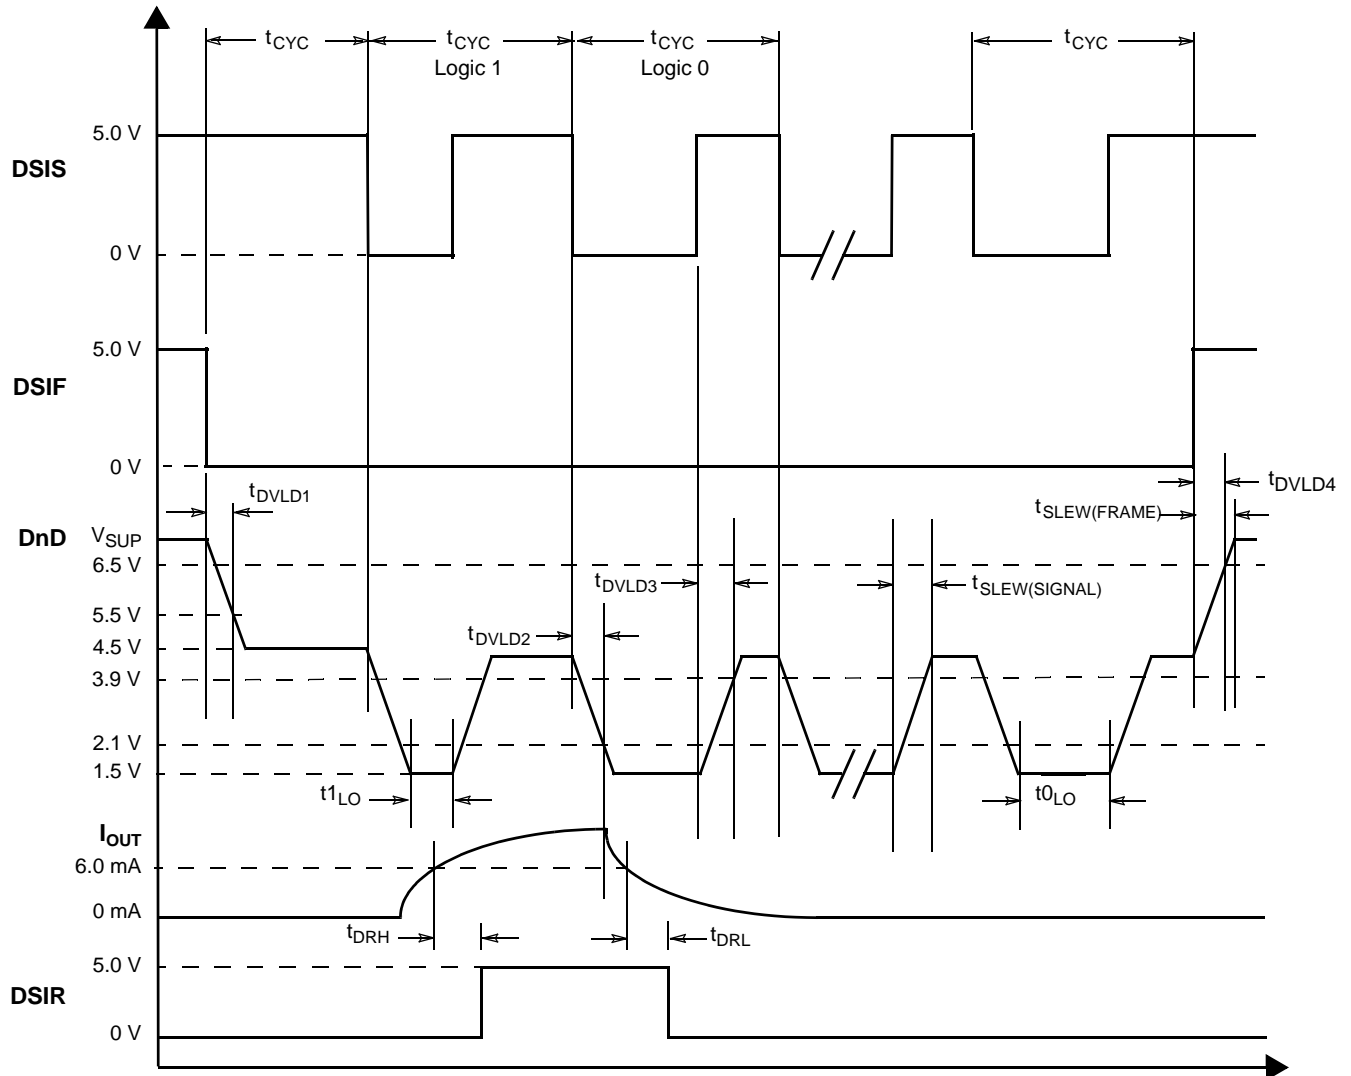 tCYC tCYC tCYC tCYC
Logic 1 Logic 0
5.0 V
DSIS
0 V
5.0 V
DSIF
0 V
tDVLD1 tDVLD4
tSLEW(FRAME)
DnD VSUP
6.5 V
tDVLD3 tSLEW(SIGNAL)
5.5 V
tDVLD2
4.5 V
3.9 V
2.1 V
1.5 V
t1LO t0LO
IOUT
6.0 mA
0 mA
tDRH tDRL
5.0 V
DSIR
0 V